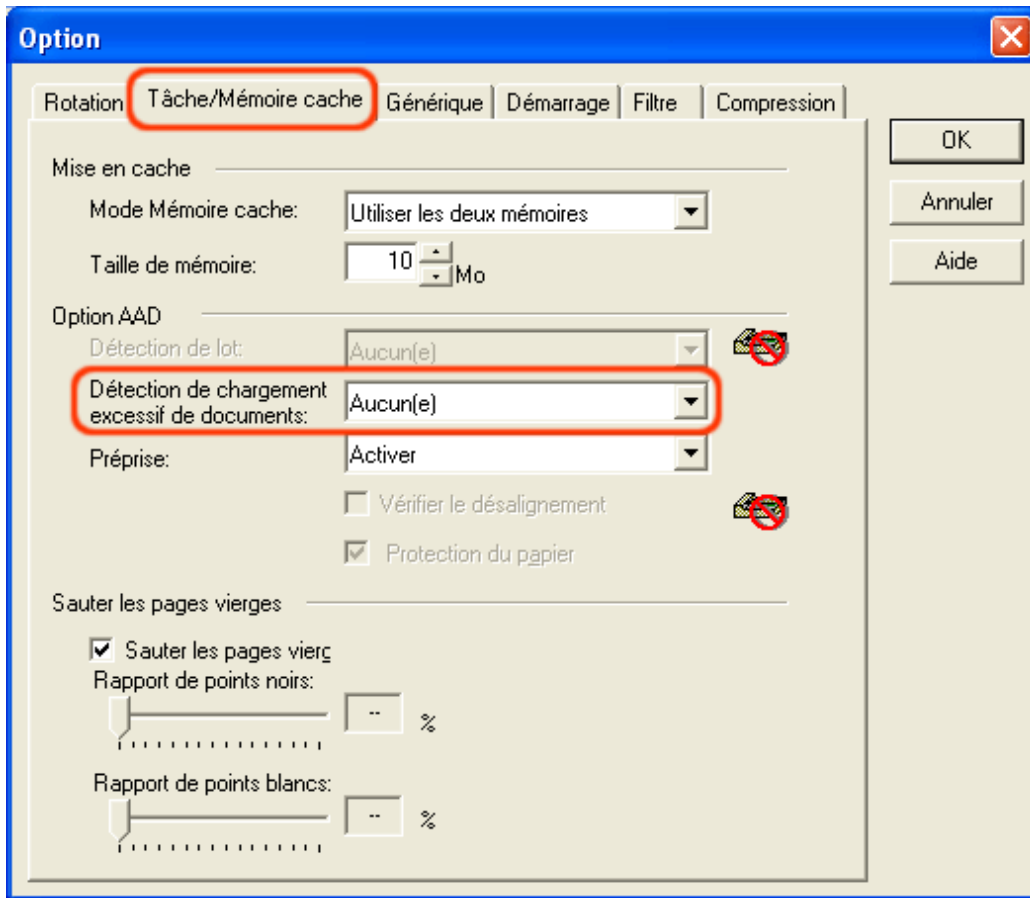 Option
Rotation Tâche/Mémoire cache Générique Démarrage Filtre Compression
OK
Annuler
Aide
Mise en cache
Mode Mémoire cache: Utiliser les deux mémoires
Taille de mémoire: 10 Mo
Option AAD
Détection de lot: Aucun(e)
Détection de chargement
excessif de documents: Aucun(e)
Préprise: Activer
Vérifier le désalignement
Protection du papier
Sauter les pages vierges
Sauter les pages vierg
Rapport de points noirs:
-- %
Rapport de points blancs:
-- %